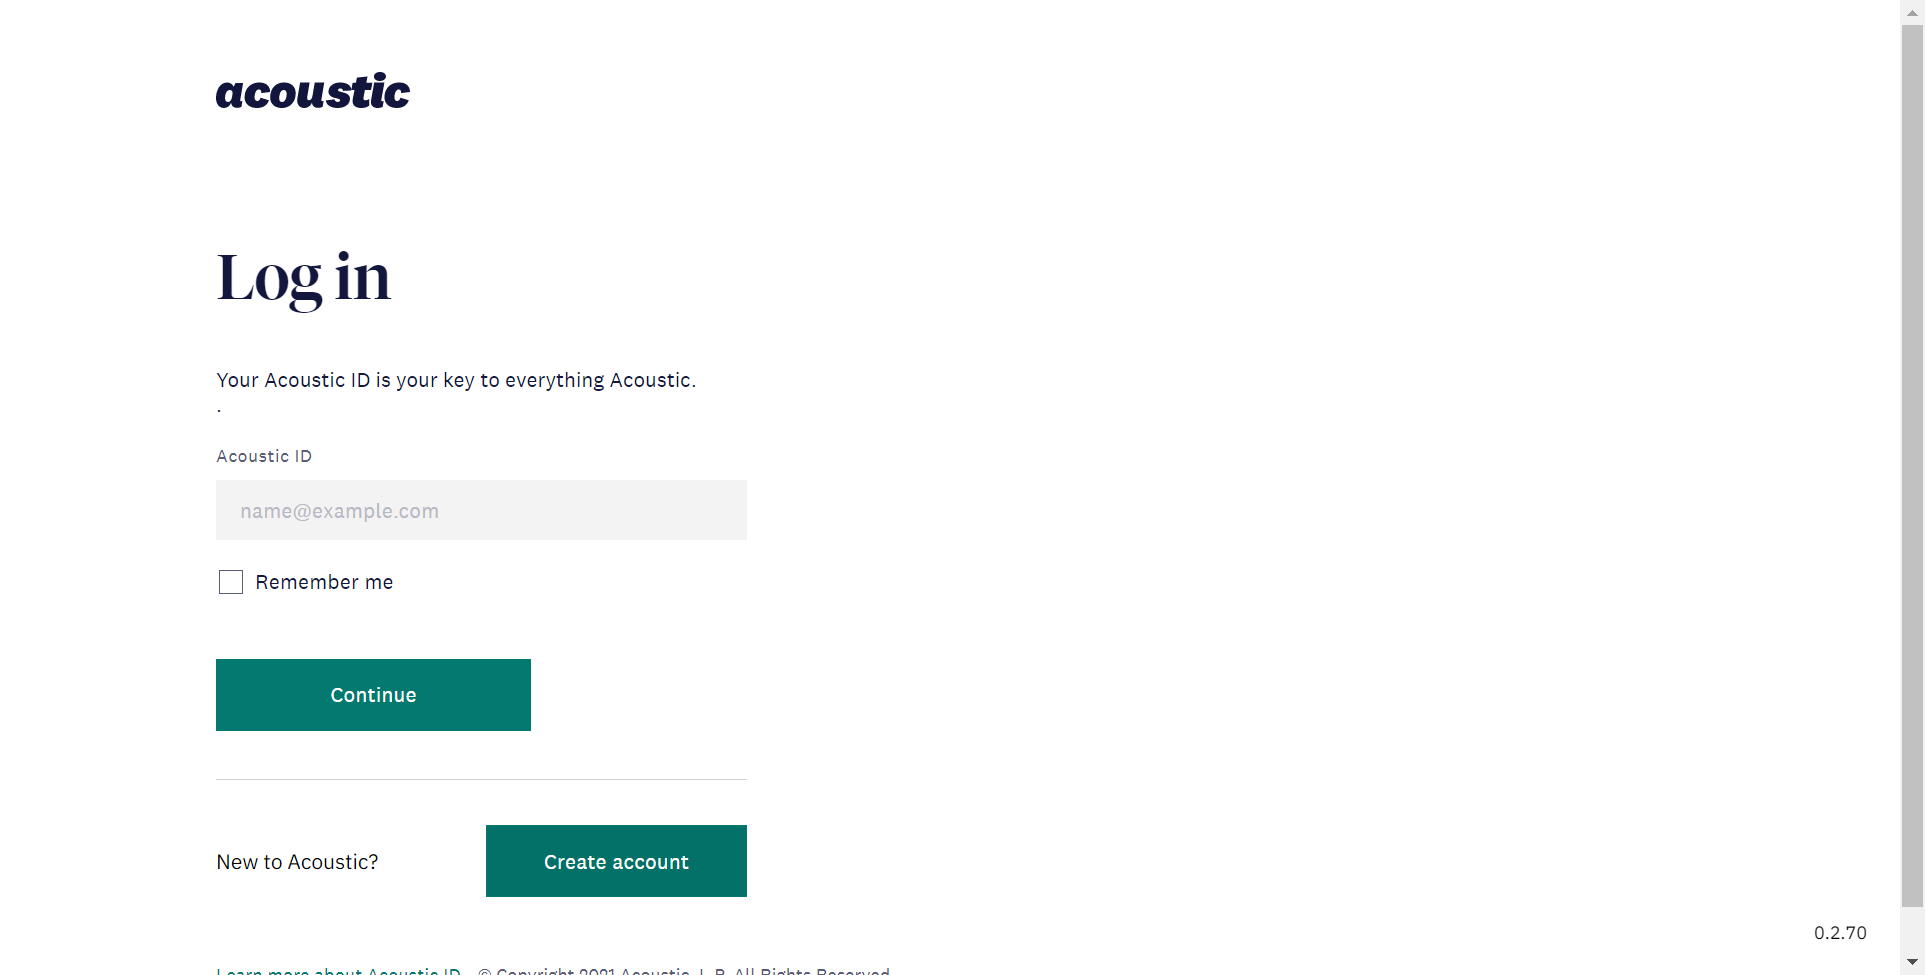 acoustic
Log in
Your Acoustic ID is your key to everything Acoustic.
.
Acoustic ID
name@example.com
Remember me
Continue
New to Acoustic?
Create account
0.2.70
Learn more about Acoustic ID © Copyright 2021 Acoustic, L.P. All Rights Reserved